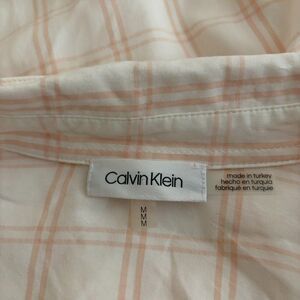 Calvin Klein
M
M
M
made in turkey
hecho en turquia
fabriqué en turquie